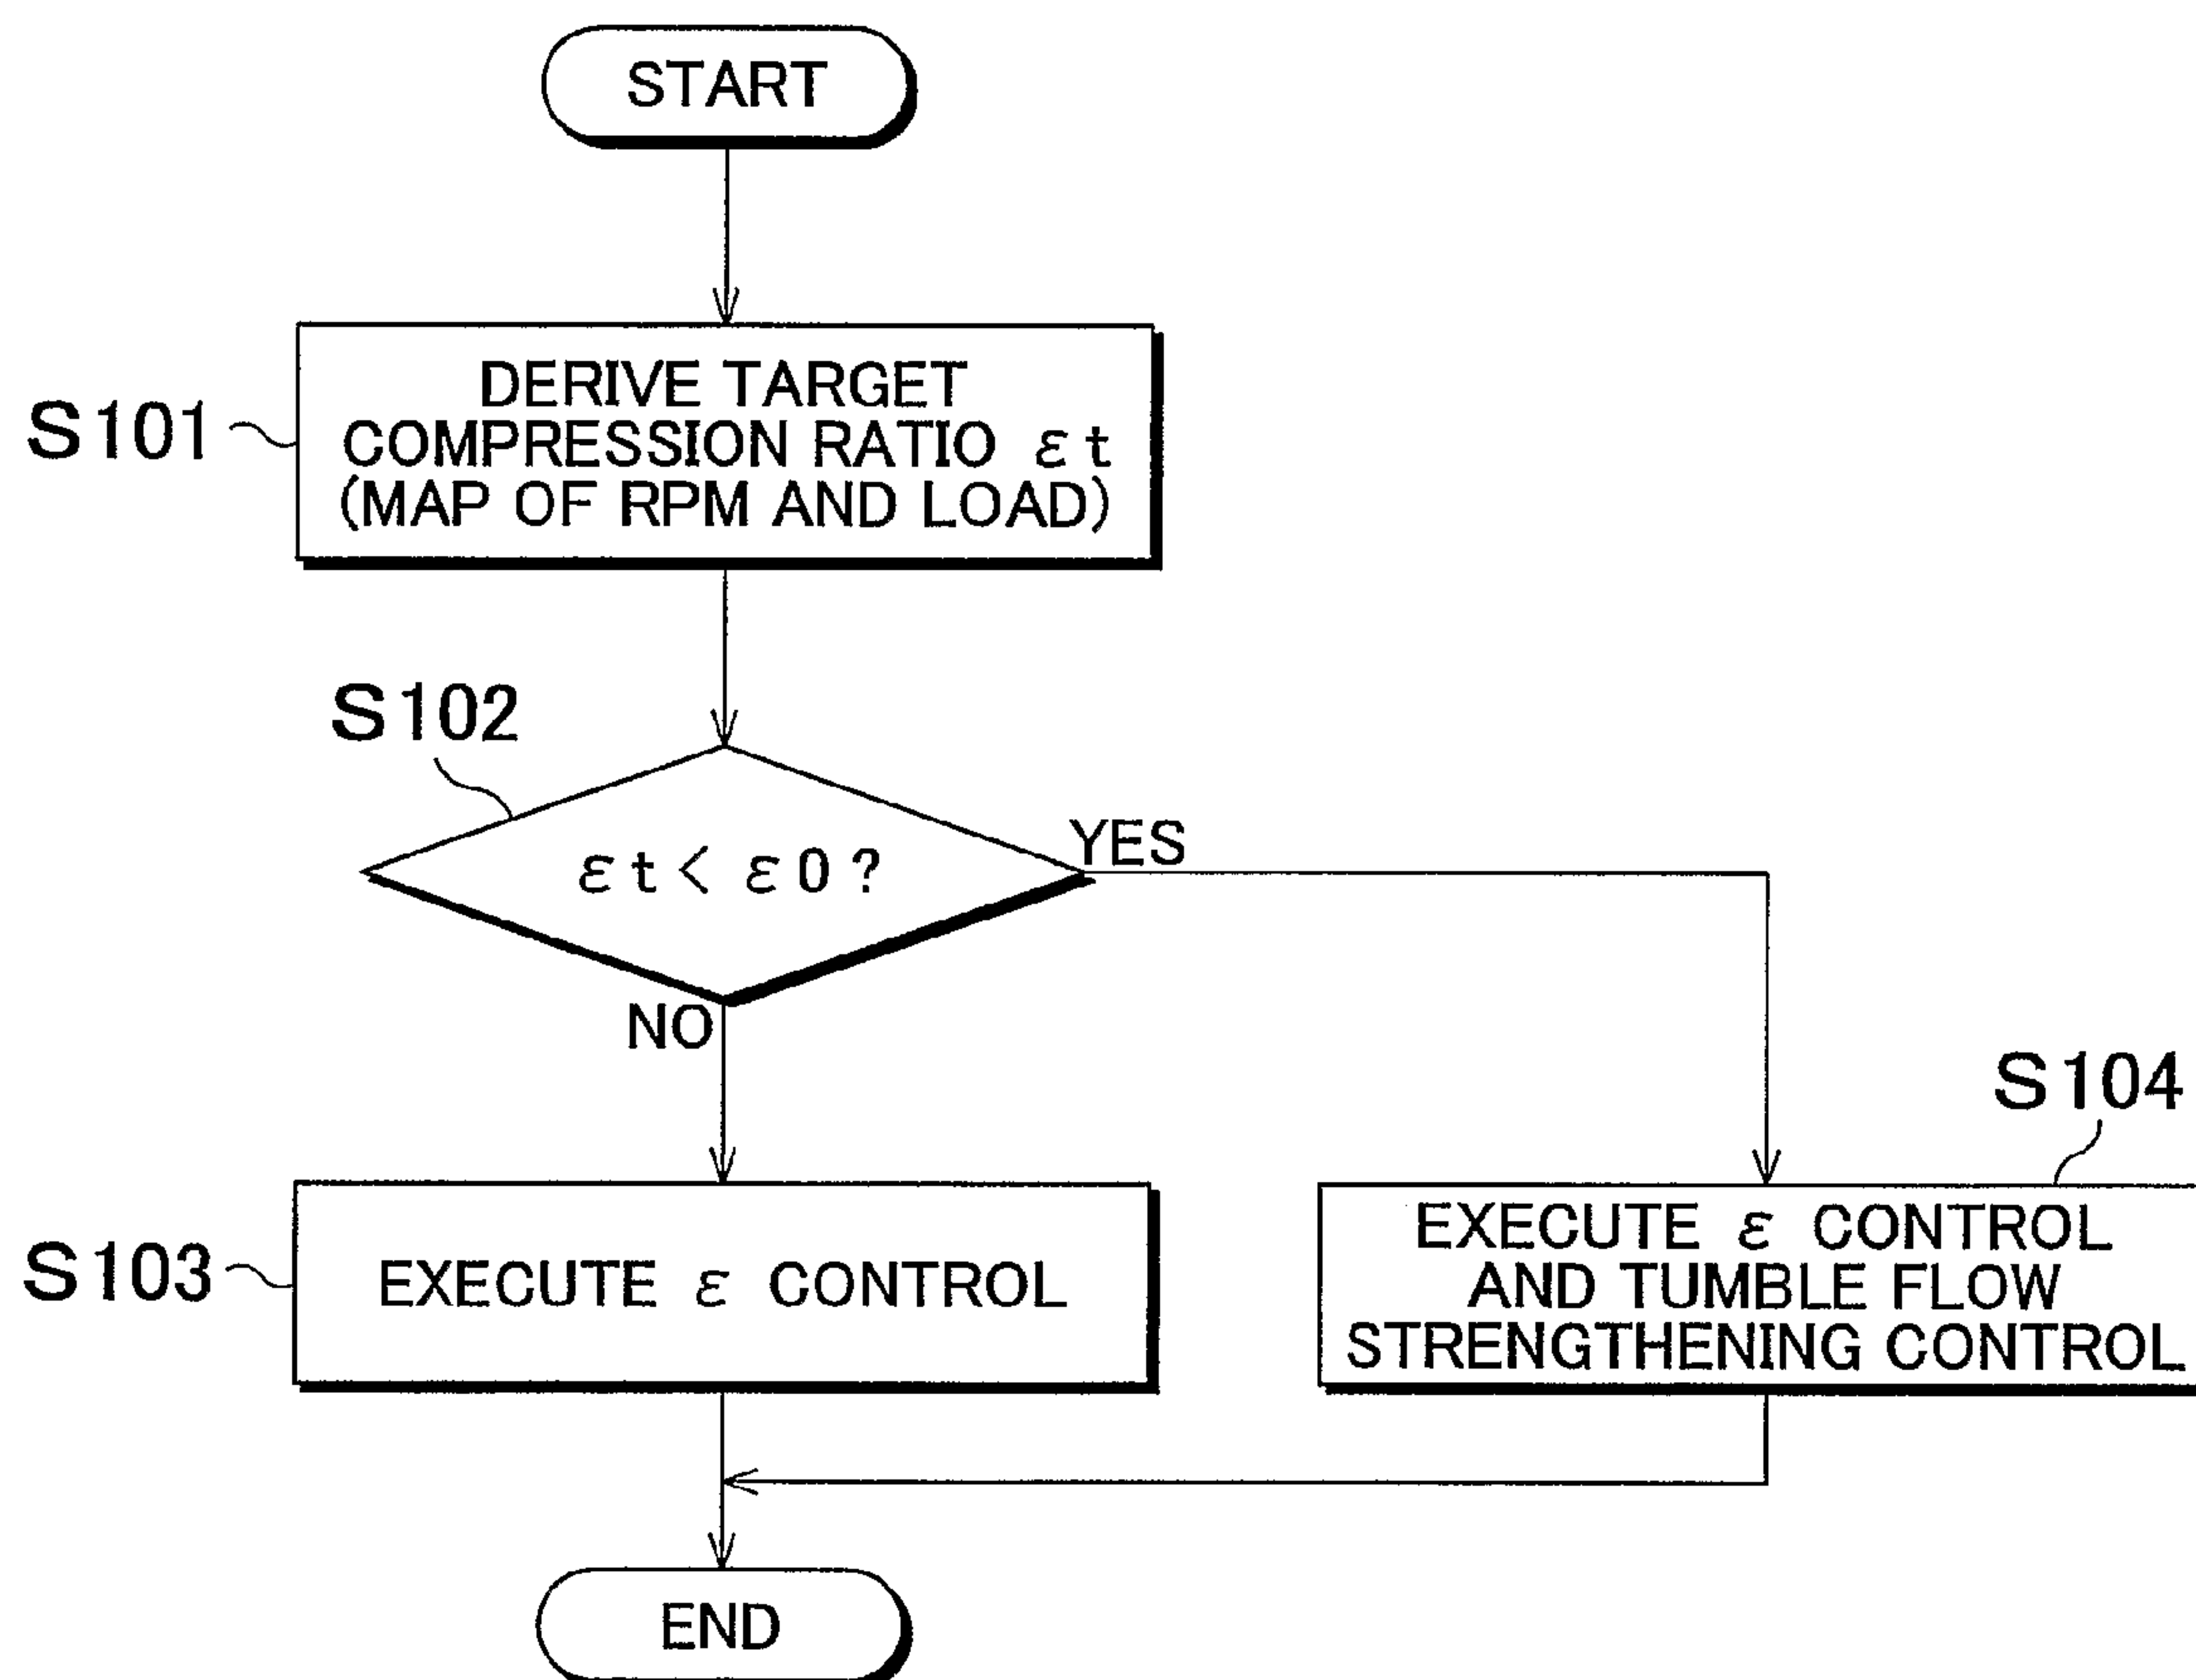 START
S101
DERIVE TARGET
COMPRESSION RATIO εt
(MAP OF RPM AND LOAD)
S102
εt < ε0?
YES
NO
S103
EXECUTE ε CONTROL
S104
EXECUTE ε CONTROL
AND TUMBLE FLOW
STRENGTHENING CONTROL
END